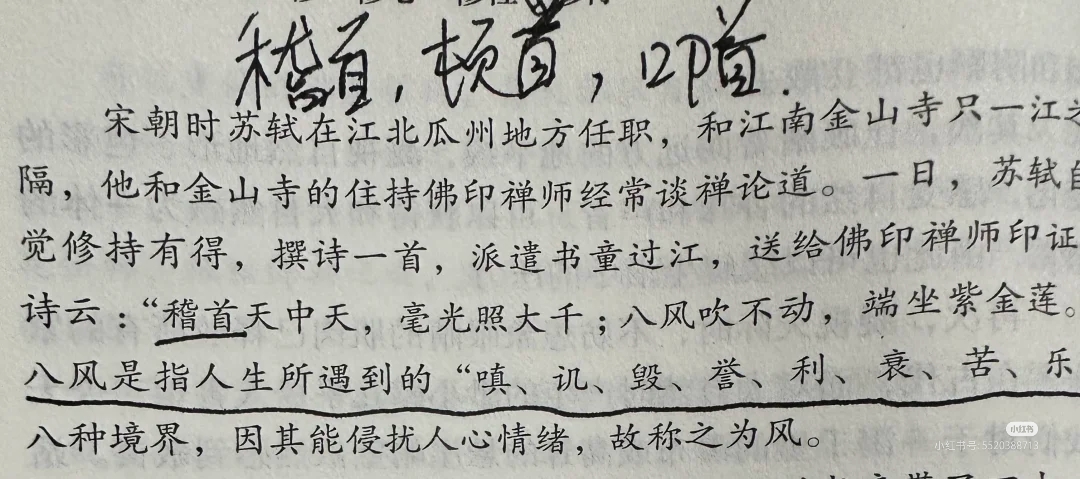 稽首，顿首，叩首.
宋朝时苏轼在江北瓜州地方任职，和江南金山寺只一江之
隔，他和金山寺的住持佛印禅师经常谈禅论道。一日，苏轼自
觉修持有得，撰诗一首，派遣书童过江，送给佛印禅师印证
诗云：“稽首天中天，毫光照大千；八风吹不动，端坐紫金莲。
八风是指人生所遇到的“嗔、讥、毁、誉、利、衰、苦、乐
八种境界，因其能侵扰人心情绪，故称之为风。
小红书
小红书号: 5520388713